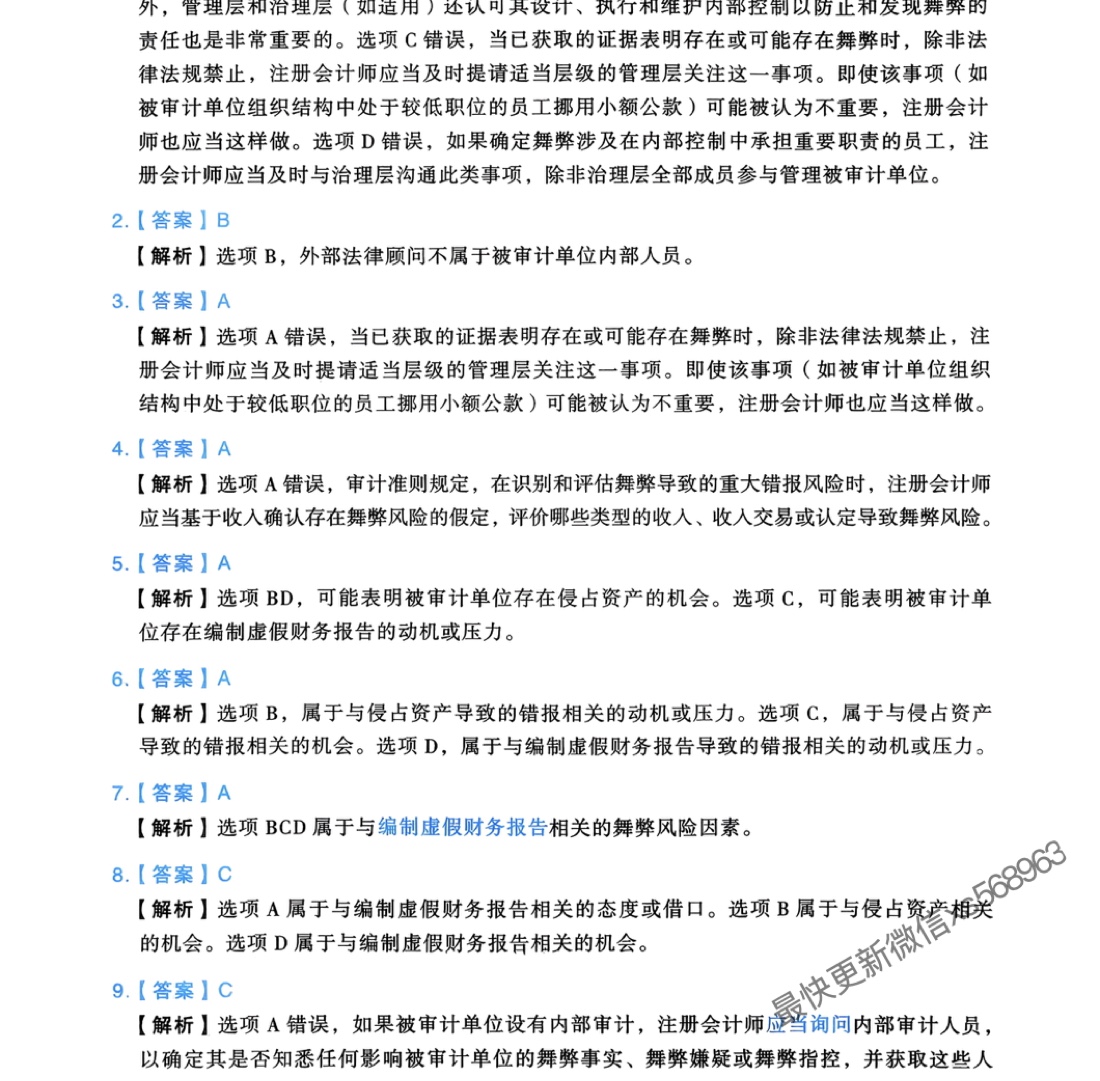 外，管理层和治理层（如适用）还认可其设计、执行和维护内部控制以防止和发现舞弊的
责任也是非常重要的。选项 C 错误，当已获取的证据表明存在或可能存在舞弊时，除非法
律法规禁止，注册会计师应当及时提请适当层级的管理层关注这一事项。即使该事项（如
被审计单位组织结构中处于较低职位的员工挪用小额公款）可能被认为不重要，注册会计
师也应当这样做。选项 D 错误，如果确定舞弊涉及在内部控制中承担重要职责的员工，注
册会计师应当及时与治理层沟通此类事项，除非治理层全部成员参与管理被审计单位。
2.【答案】B
【解析】选项 B，外部法律顾问不属于被审计单位内部人员。
3.【答案】A
【解析】选项 A 错误，当已获取的证据表明存在或可能存在舞弊时，除非法律法规禁止，注
册会计师应当及时提请适当层级的管理层关注这一事项。即使该事项（如被审计单位组织
结构中处于较低职位的员工挪用小额公款）可能被认为不重要，注册会计师也应当这样做。
4.【答案】A
【解析】选项 A 错误，审计准则规定，在识别和评估舞弊导致的重大错报风险时，注册会计师
应当基于收入确认存在舞弊风险的假定，评价哪些类型的收入、收入交易或认定导致舞弊风险。
5.【答案】A
【解析】选项 BD，可能表明被审计单位存在侵占资产的机会。选项 C，可能表明被审计单
位存在编制虚假财务报告的动机或压力。
6.【答案】A
【解析】选项 B，属于与侵占资产导致的错报相关的动机或压力。选项 C，属于与侵占资产
导致的错报相关的机会。选项 D，属于与编制虚假财务报告导致的错报相关的动机或压力。
7.【答案】A
【解析】选项 BCD 属于与编制虚假财务报告相关的舞弊风险因素。
8.【答案】C
【解析】选项 A 属于与编制虚假财务报告相关的态度或借口。选项 B 属于与侵占资产相关
的机会。选项 D 属于与编制虚假财务报告相关的机会。
9.【答案】C
【解析】选项 A 错误，如果被审计单位设有内部审计，注册会计师应当询问内部审计人员，
以确定其是否知悉任何影响被审计单位的舞弊事实、舞弊嫌疑或舞弊指控，并获取这些人
最快更新微信
568963